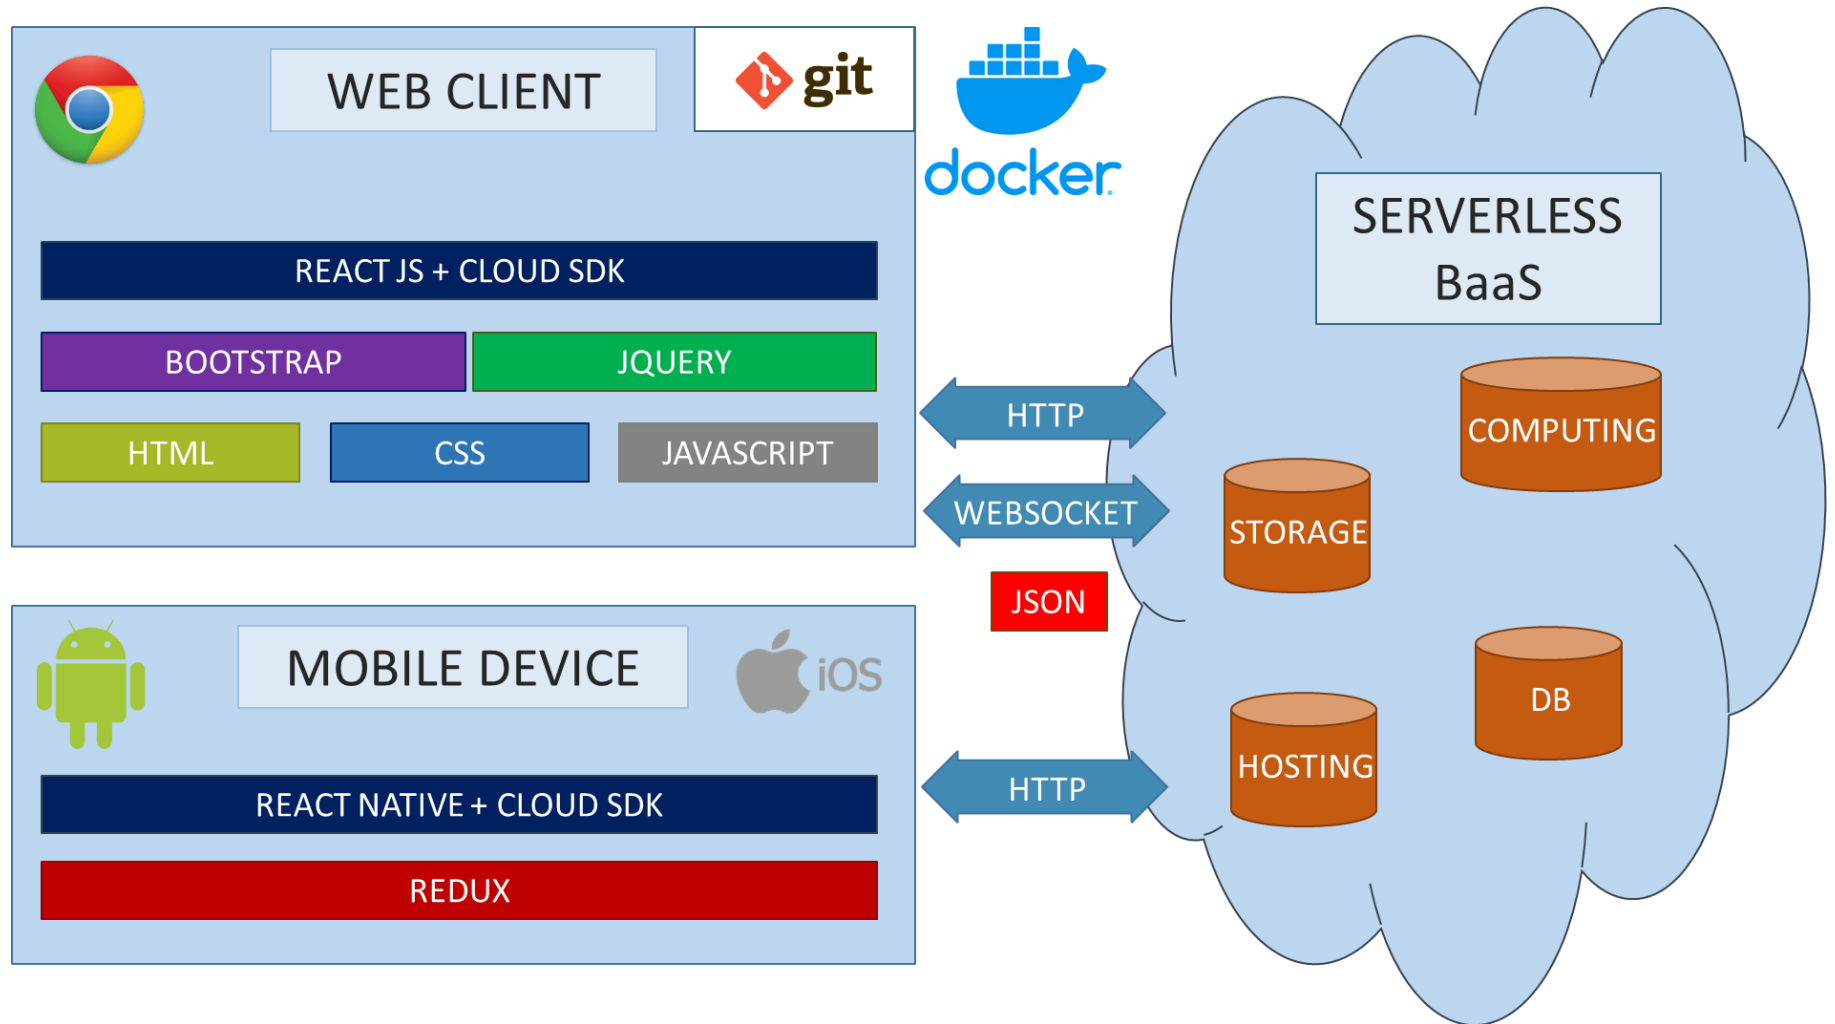 WEB CLIENT
git
docker
REACT JS + CLOUD SDK
BOOTSTRAP
JQUERY
HTML
CSS
JAVASCRIPT
HTTP
WEBSOCKET
JSON
MOBILE DEVICE
iOS
REACT NATIVE + CLOUD SDK
REDUX
HTTP
SERVERLESS
BaaS
COMPUTING
STORAGE
DB
HOSTING